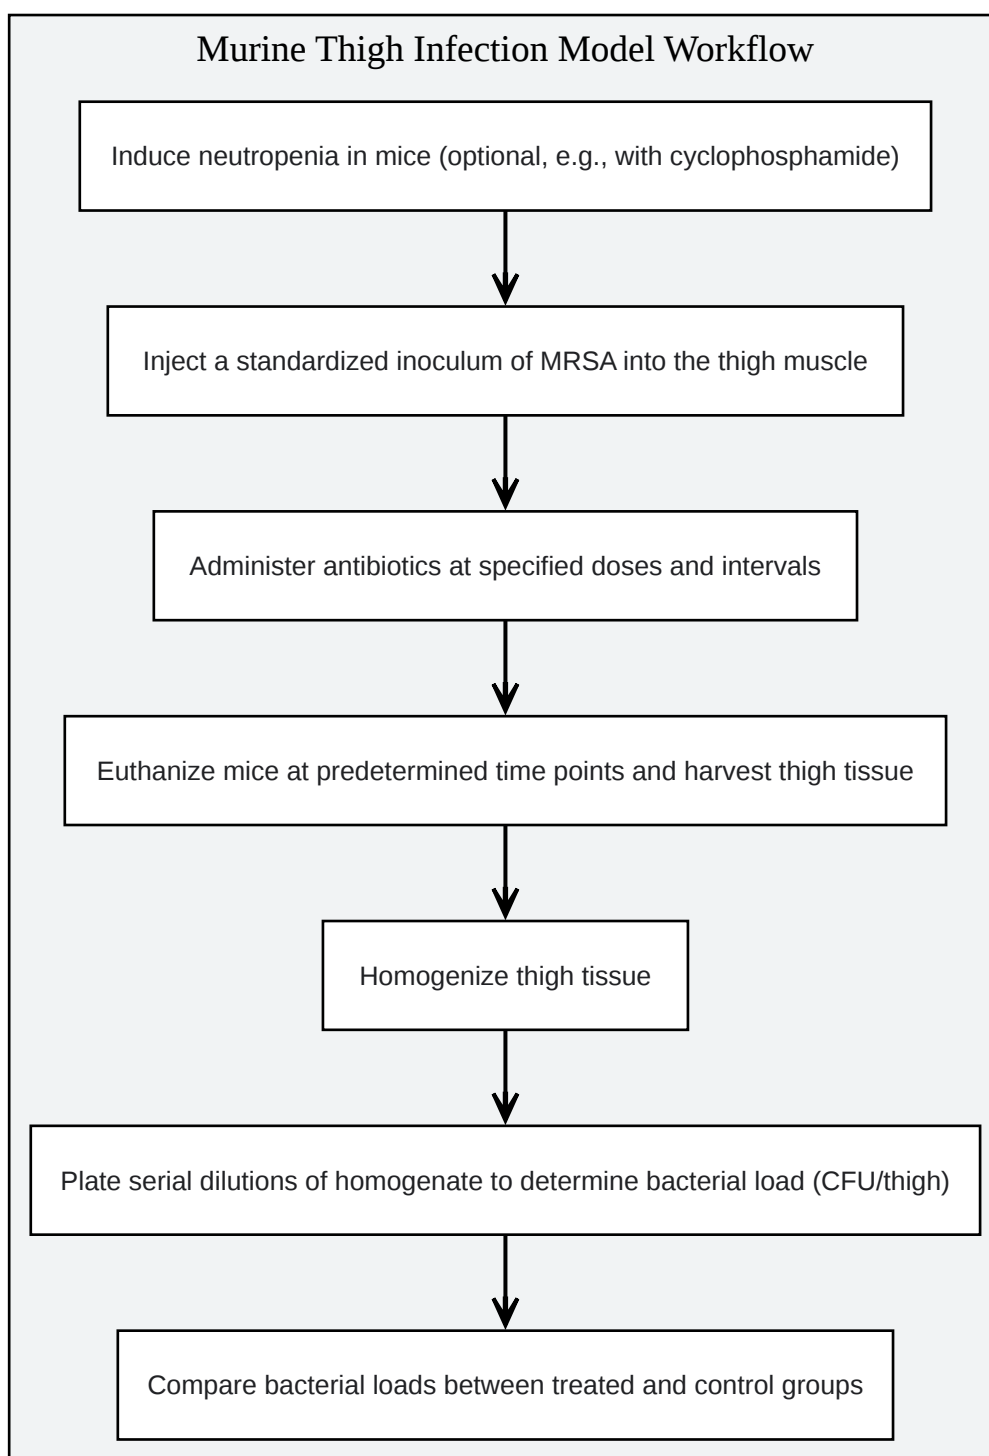 Murine Thigh Infection Model Workflow
Induce neutropenia in mice (optional, e.g., with cyclophosphamide)
Inject a standardized inoculum of MRSA into the thigh muscle
Administer antibiotics at specified doses and intervals
Euthanize mice at predetermined time points and harvest thigh tissue
Homogenize thigh tissue
Plate serial dilutions of homogenate to determine bacterial load (CFU/thigh)
Compare bacterial loads between treated and control groups